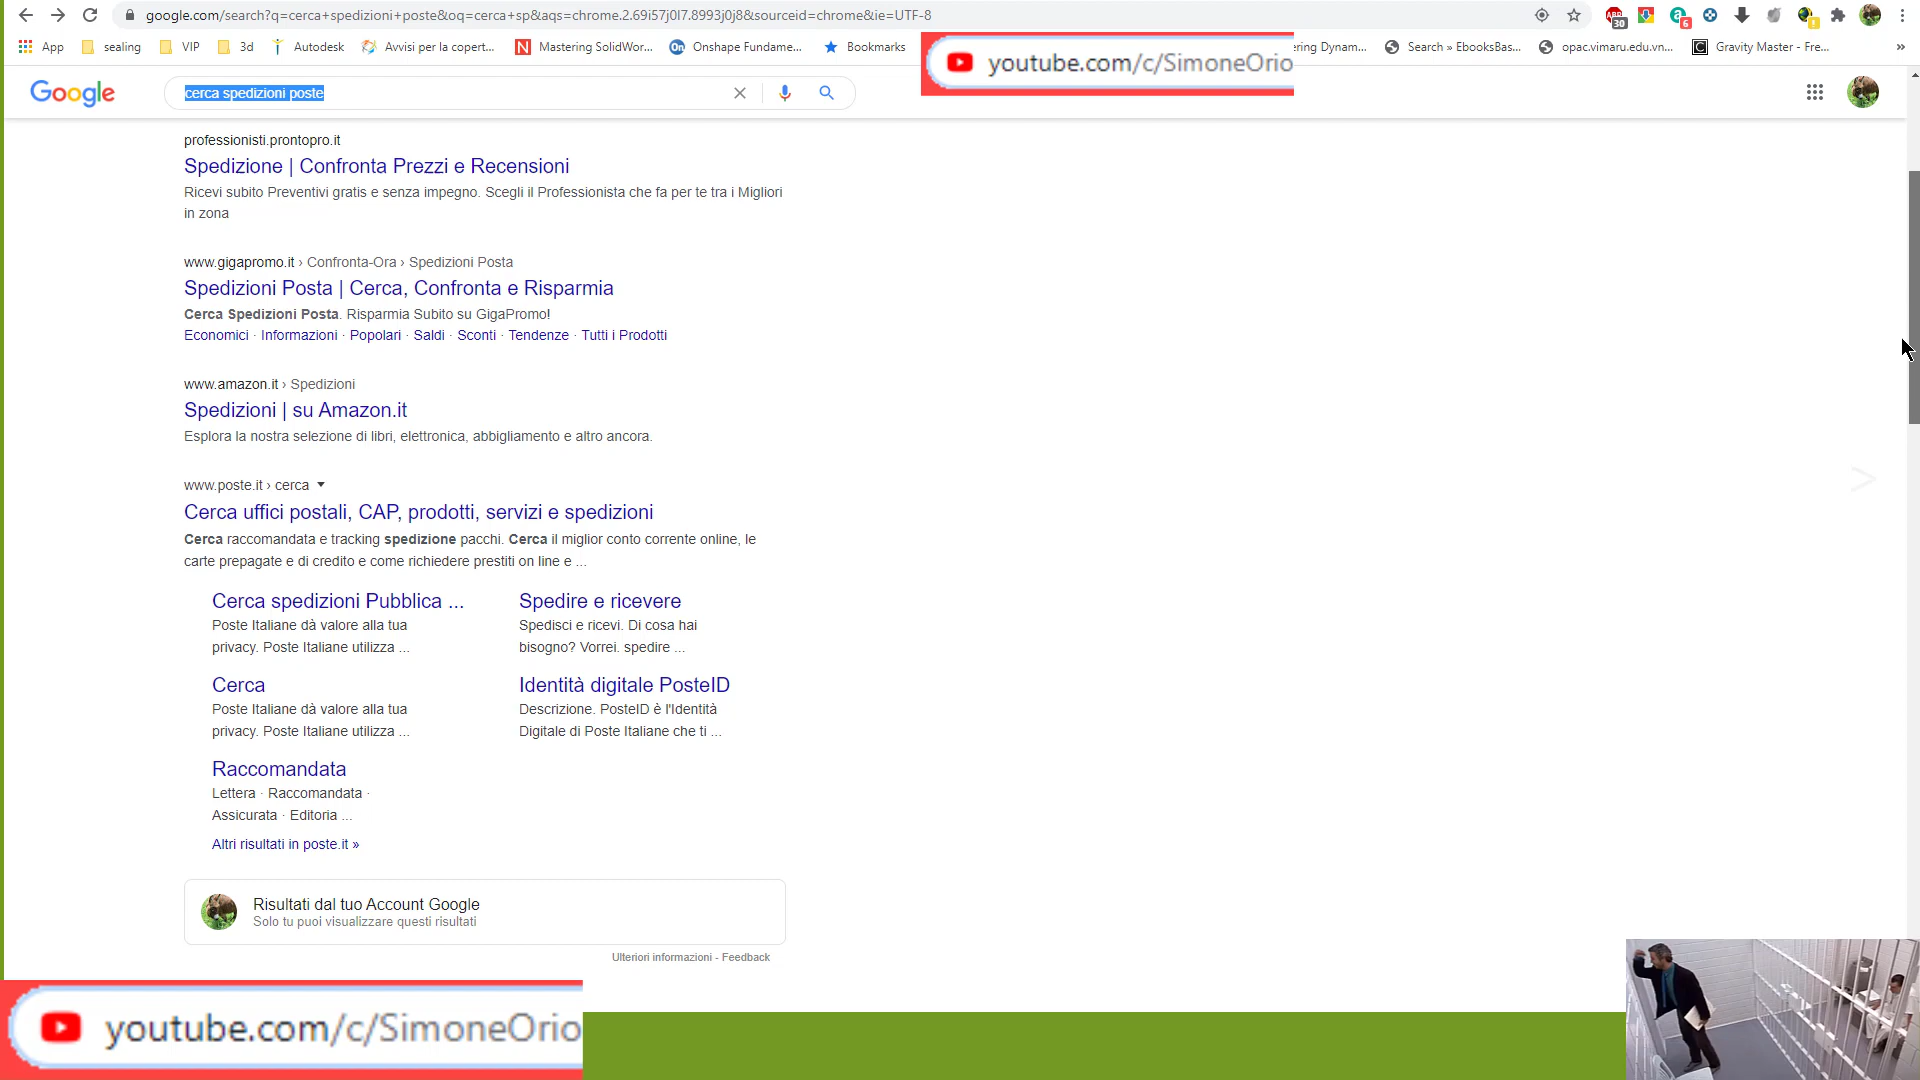 google.com/search?q=cerca+spedizioni+poste&oq=cerca+sp&aqs=chrome.2.69i57j0l7.8993j0j8&sourceid=chrome&ie=UTF-8
30
6
App sealing VIP 3d Autodesk Avvisi per la copert... Mastering SolidWor... Onshape Fundame... Bookmarks ering Dynam... Search » EbooksBas... opac.vimaru.edu.vn... Gravity Master - Fre... »
youtube.com/c/SimoneOrio
Google
cerca spedizioni poste
professionisti.prontopro.it
Spedizione | Confronta Prezzi e Recensioni
Ricevi subito Preventivi gratis e senza impegno. Scegli il Professionista che fa per te tra i Migliori
in zona
www.gigapromo.it › Confronta-Ora › Spedizioni Posta
Spedizioni Posta | Cerca, Confronta e Risparmia
Cerca Spedizioni Posta. Risparmia Subito su GigaPromo!
Economici · Informazioni · Popolari · Saldi · Sconti · Tendenze · Tutti i Prodotti
www.amazon.it › Spedizioni
Spedizioni | su Amazon.it
Esplora la nostra selezione di libri, elettronica, abbigliamento e altro ancora.
www.poste.it › cerca
Cerca uffici postali, CAP, prodotti, servizi e spedizioni
Cerca raccomandata e tracking spedizione pacchi. Cerca il miglior conto corrente online, le
carte prepagate e di credito e come richiedere prestiti on line e ...
Cerca spedizioni Pubblica ...
Poste Italiane dà valore alla tua
privacy. Poste Italiane utilizza ...
Spedire e ricevere
Spedisci e ricevi. Di cosa hai
bisogno? Vorrei. spedire ...
Cerca
Poste Italiane dà valore alla tua
privacy. Poste Italiane utilizza ...
Identità digitale PosteID
Descrizione. PosteID è l'Identità
Digitale di Poste Italiane che ti ...
Raccomandata
Lettera · Raccomandata ·
Assicurata · Editoria ...
Altri risultati in poste.it »
Risultati dal tuo Account Google
Solo tu puoi visualizzare questi risultati
Ulteriori informazioni - Feedback
youtube.com/c/SimoneOrio